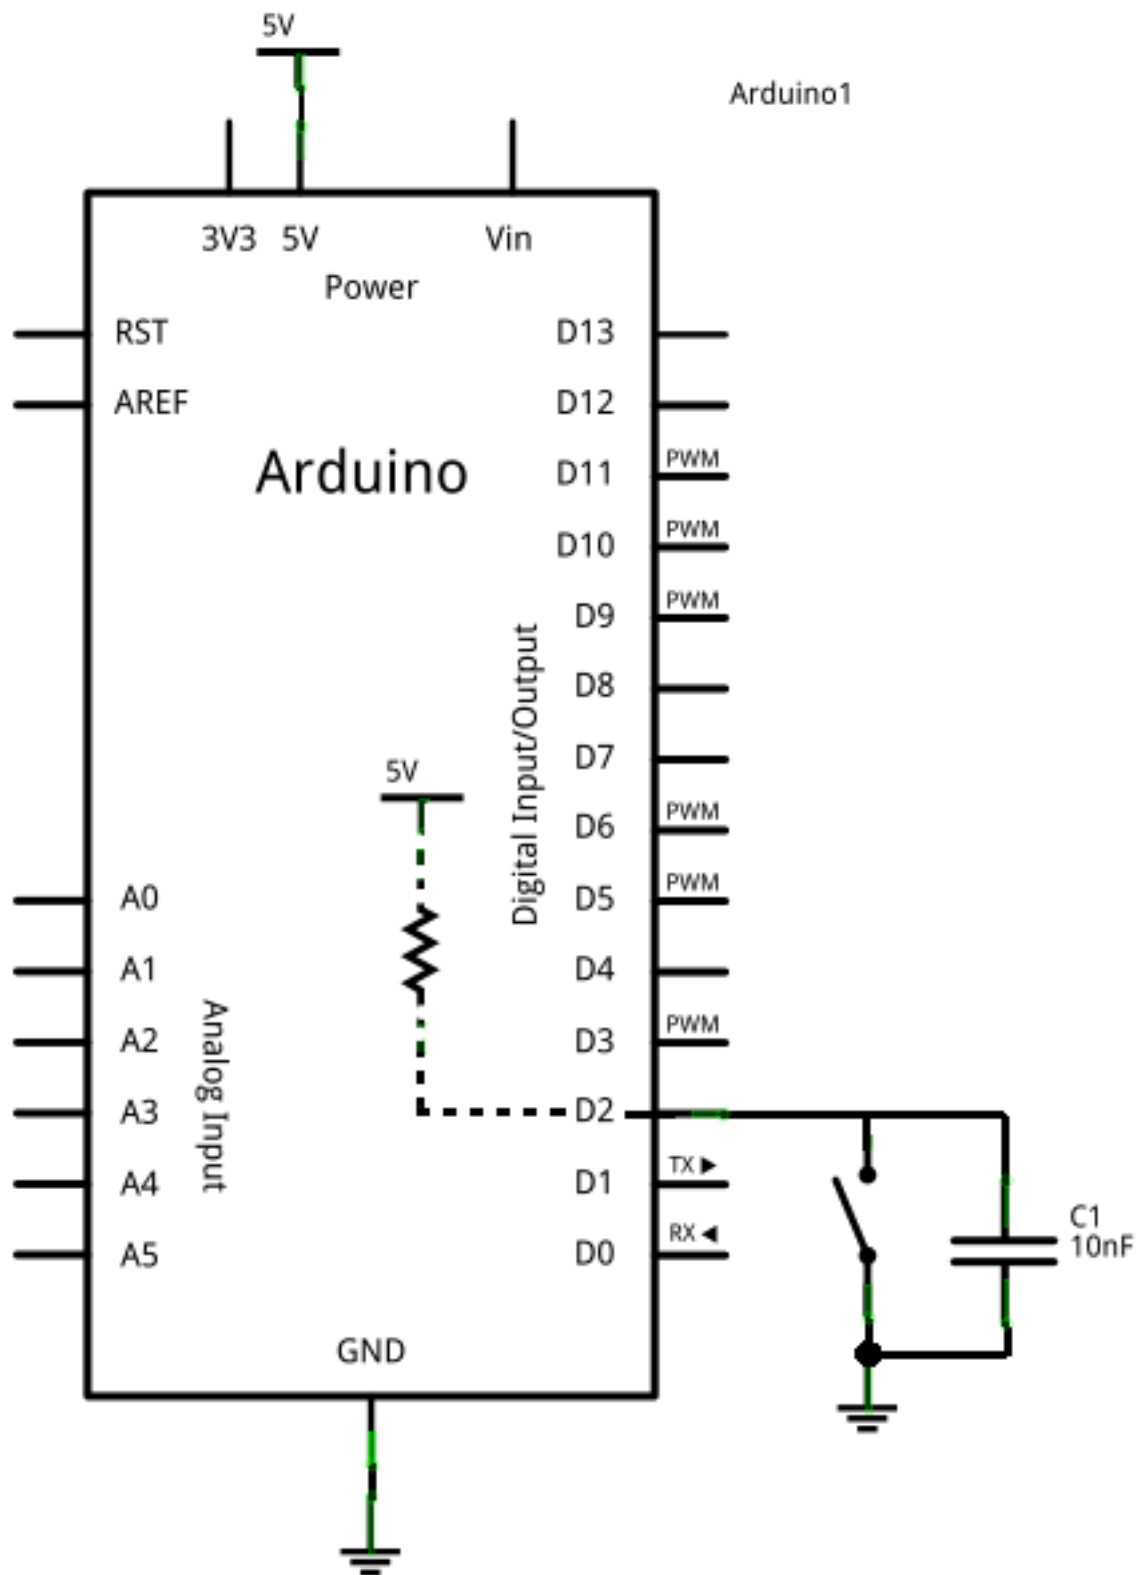 5V
Arduino1
3V3 5V Vin
Power
RST
AREF
Arduino
D13
D12
D11 PWM
D10 PWM
D9 PWM
D8
D7
D6 PWM
D5 PWM
D4
D3 PWM
D2
D1 TX
D0 RX
Digital Input/Output
5V
A0
A1
A2
A3
A4
A5
Analog Input
GND
C1
10nF